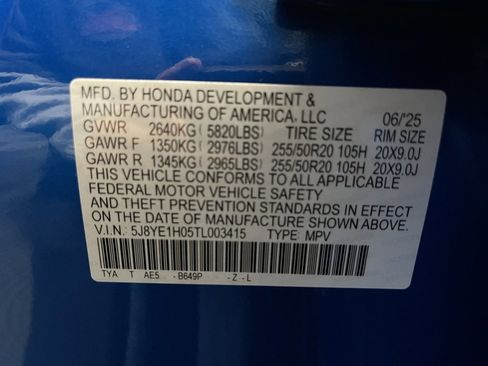 MFD. BY HONDA DEVELOPMENT &
MANUFACTURING OF AMERICA, LLC 06/'25
GVWR 2640KG ( 5820LBS) TIRE SIZE RIM SIZE
GAWR F 1350KG ( 2976LBS) 255/50R20 105H 20X9.0J
GAWR R 1345KG ( 2965LBS) 255/50R20 105H 20X9.0J
THIS VEHICLE CONFORMS TO ALL APPLICABLE
FEDERAL MOTOR VEHICLE SAFETY
AND THEFT PREVENTION STANDARDS IN EFFECT
ON THE DATE OF MANUFACTURE SHOWN ABOVE.
V.I.N.: 5J8YE1H05TL003415 TYPE: MPV
TYA T AE5 - B649P - Z - L